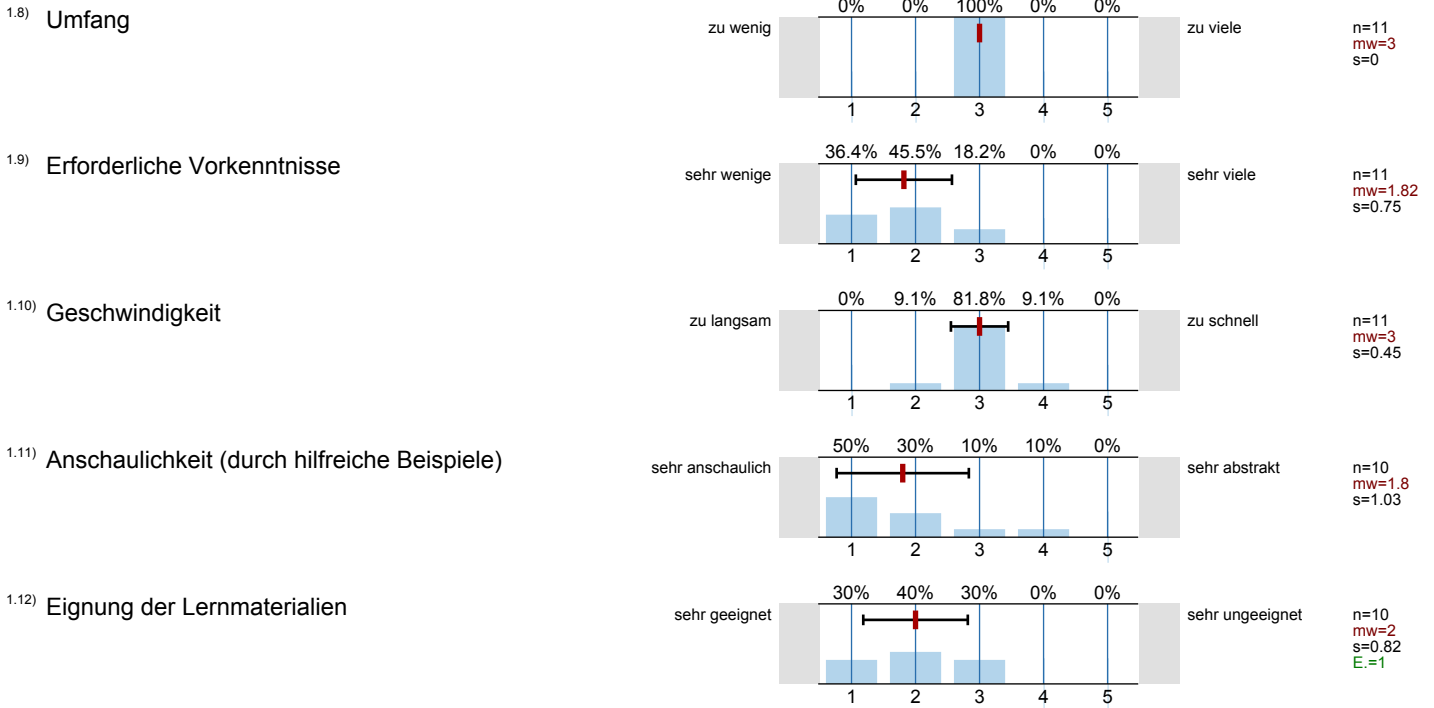 1.8) Umfang
0% 0% 100% 0% 0%
zu wenig
zu viele
n=11
mw=3
s=0
1 2 3 4 5
1.9) Erforderliche Vorkenntnisse
36.4% 45.5% 18.2% 0% 0%
sehr wenige
sehr viele
n=11
mw=1.82
s=0.75
1 2 3 4 5
1.10) Geschwindigkeit
0% 9.1% 81.8% 9.1% 0%
zu langsam
zu schnell
n=11
mw=3
s=0.45
1 2 3 4 5
1.11) Anschaulichkeit (durch hilfreiche Beispiele)
50% 30% 10% 10% 0%
sehr anschaulich
sehr abstrakt
n=10
mw=1.8
s=1.03
1 2 3 4 5
1.12) Eignung der Lernmaterialien
30% 40% 30% 0% 0%
sehr geeignet
sehr ungeeignet
n=10
mw=2
s=0.82
E.=1
1 2 3 4 5